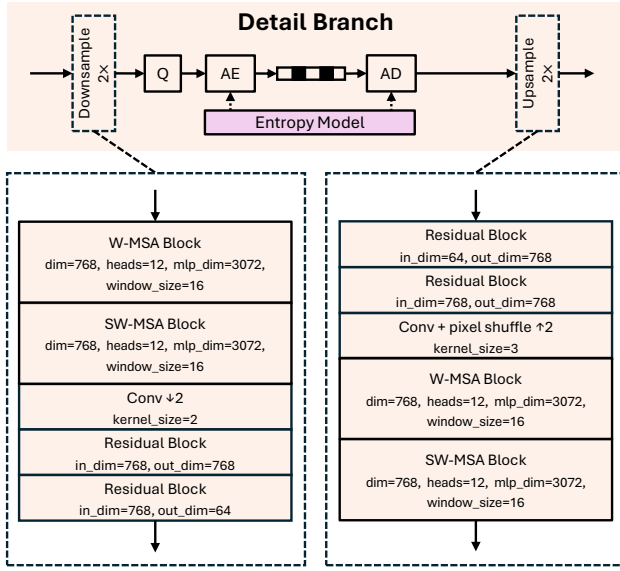 Detail Branch
Downsample
2×
Q
AE
AD
Upsample
2×
Entropy Model
W-MSA Block
dim=768, heads=12, mlp_dim=3072,
window_size=16
SW-MSA Block
dim=768, heads=12, mlp_dim=3072,
window_size=16
Conv ↓2
kernel_size=2
Residual Block
in_dim=768, out_dim=768
Residual Block
in_dim=768, out_dim=64
Residual Block
in_dim=64, out_dim=768
Residual Block
in_dim=768, out_dim=768
Conv + pixel shuffle ↑2
kernel_size=3
W-MSA Block
dim=768, heads=12, mlp_dim=3072,
window_size=16
SW-MSA Block
dim=768, heads=12, mlp_dim=3072,
window_size=16